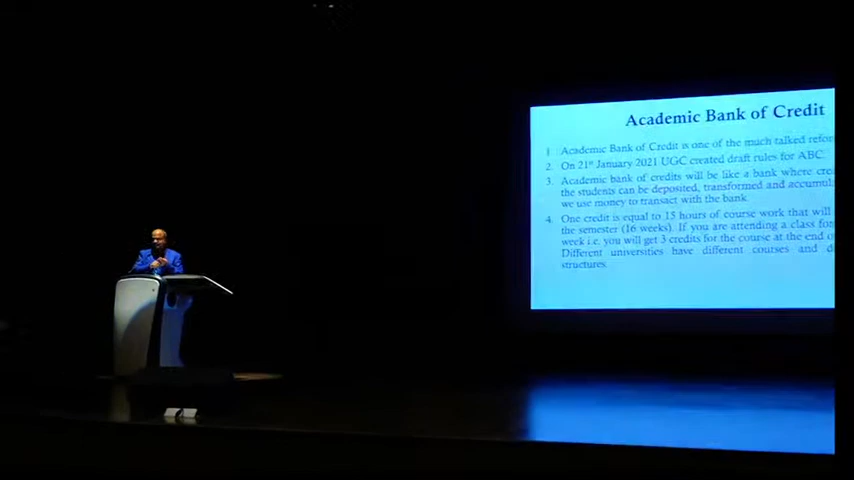 Academic Bank of Credit
1. Academic Bank of Credit is one of the much talked
2. On 21st January 2021 UGC created draft rules for ABC.
3. Academic bank of credits will be like a bank where
the students can be deposited, transformed and
we use money to transact with the bank.
4. One credit is equal to 15 hours of course work that will
the semester (16 weeks). If you are attending a class
week i.e. you will get 3 credits for the course at the end
Different universities have different courses and
structures.